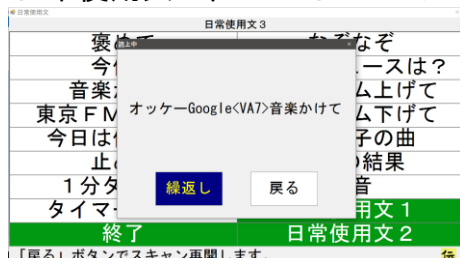 日常使用文
日常使用文３
褒め
なぞなぞ
今
ースは？
音楽
ム上げて
東京ＦＭ
ム下げて
今日は
子の曲
止
結果
１分タ
音
タイマ
用文１
終了
日常使用文２
読上中
オッケーGoogle<VA7>音楽かけて
繰返し
戻る
「戻る」ボタンでスキャン再開します。
伝